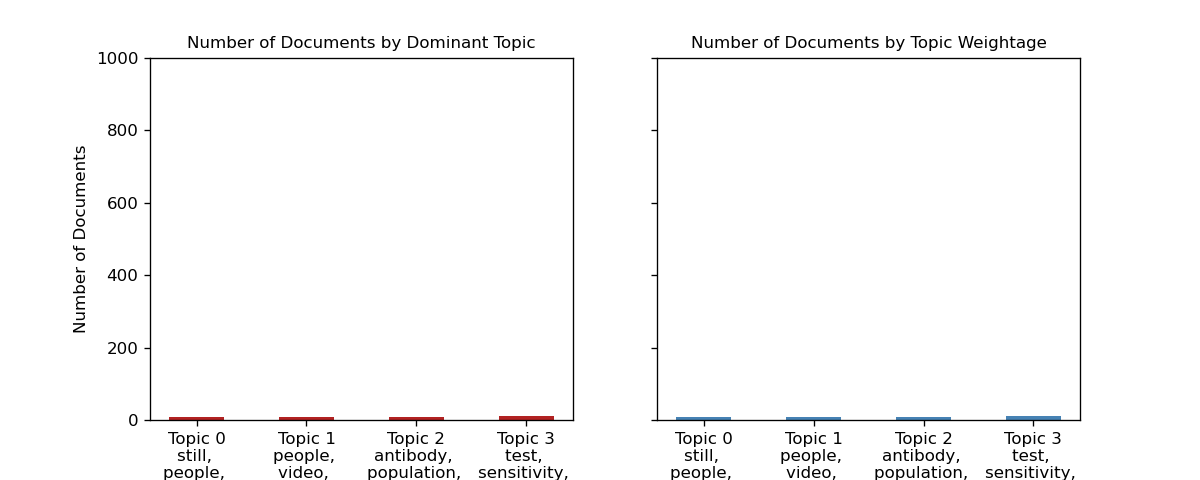 Number of Documents by Dominant Topic
Number of Documents by Topic Weightage
Number of Documents
1000
800
600
400
200
0
Topic 0
still,
people,
Topic 1
people,
video,
Topic 2
antibody,
population,
Topic 3
test,
sensitivity,
Topic 0
still,
people,
Topic 1
people,
video,
Topic 2
antibody,
population,
Topic 3
test,
sensitivity,